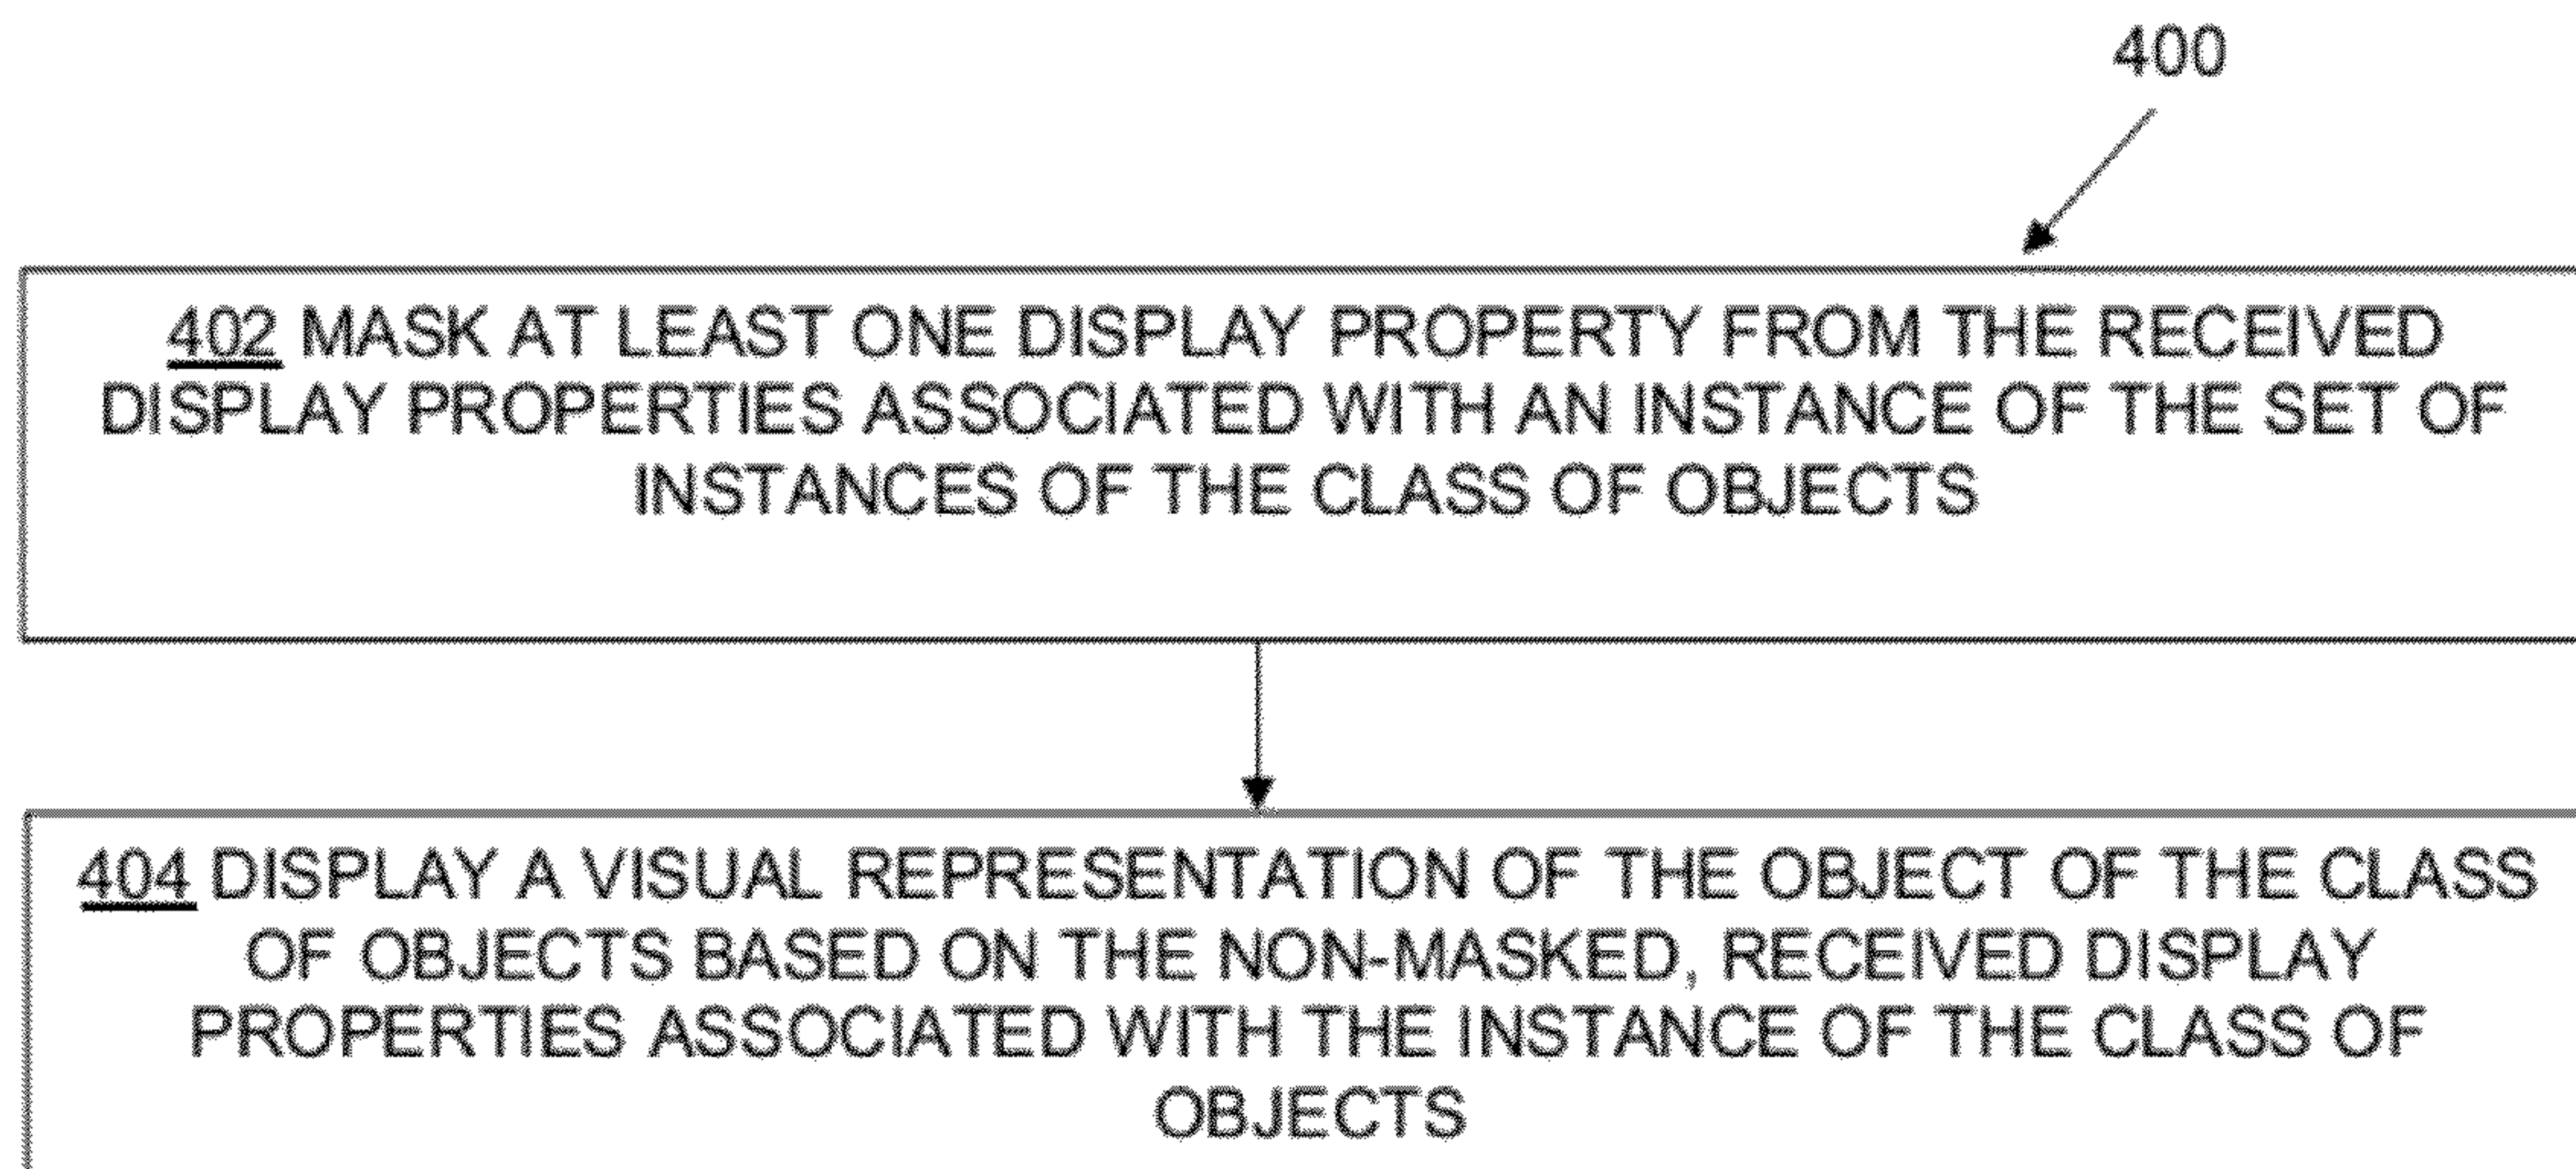 400
402 MASK AT LEAST ONE DISPLAY PROPERTY FROM THE RECEIVED
DISPLAY PROPERTIES ASSOCIATED WITH AN INSTANCE OF THE SET OF
INSTANCES OF THE CLASS OF OBJECTS
404 DISPLAY A VISUAL REPRESENTATION OF THE OBJECT OF THE CLASS
OF OBJECTS BASED ON THE NON-MASKED, RECEIVED DISPLAY
PROPERTIES ASSOCIATED WITH THE INSTANCE OF THE CLASS OF
OBJECTS